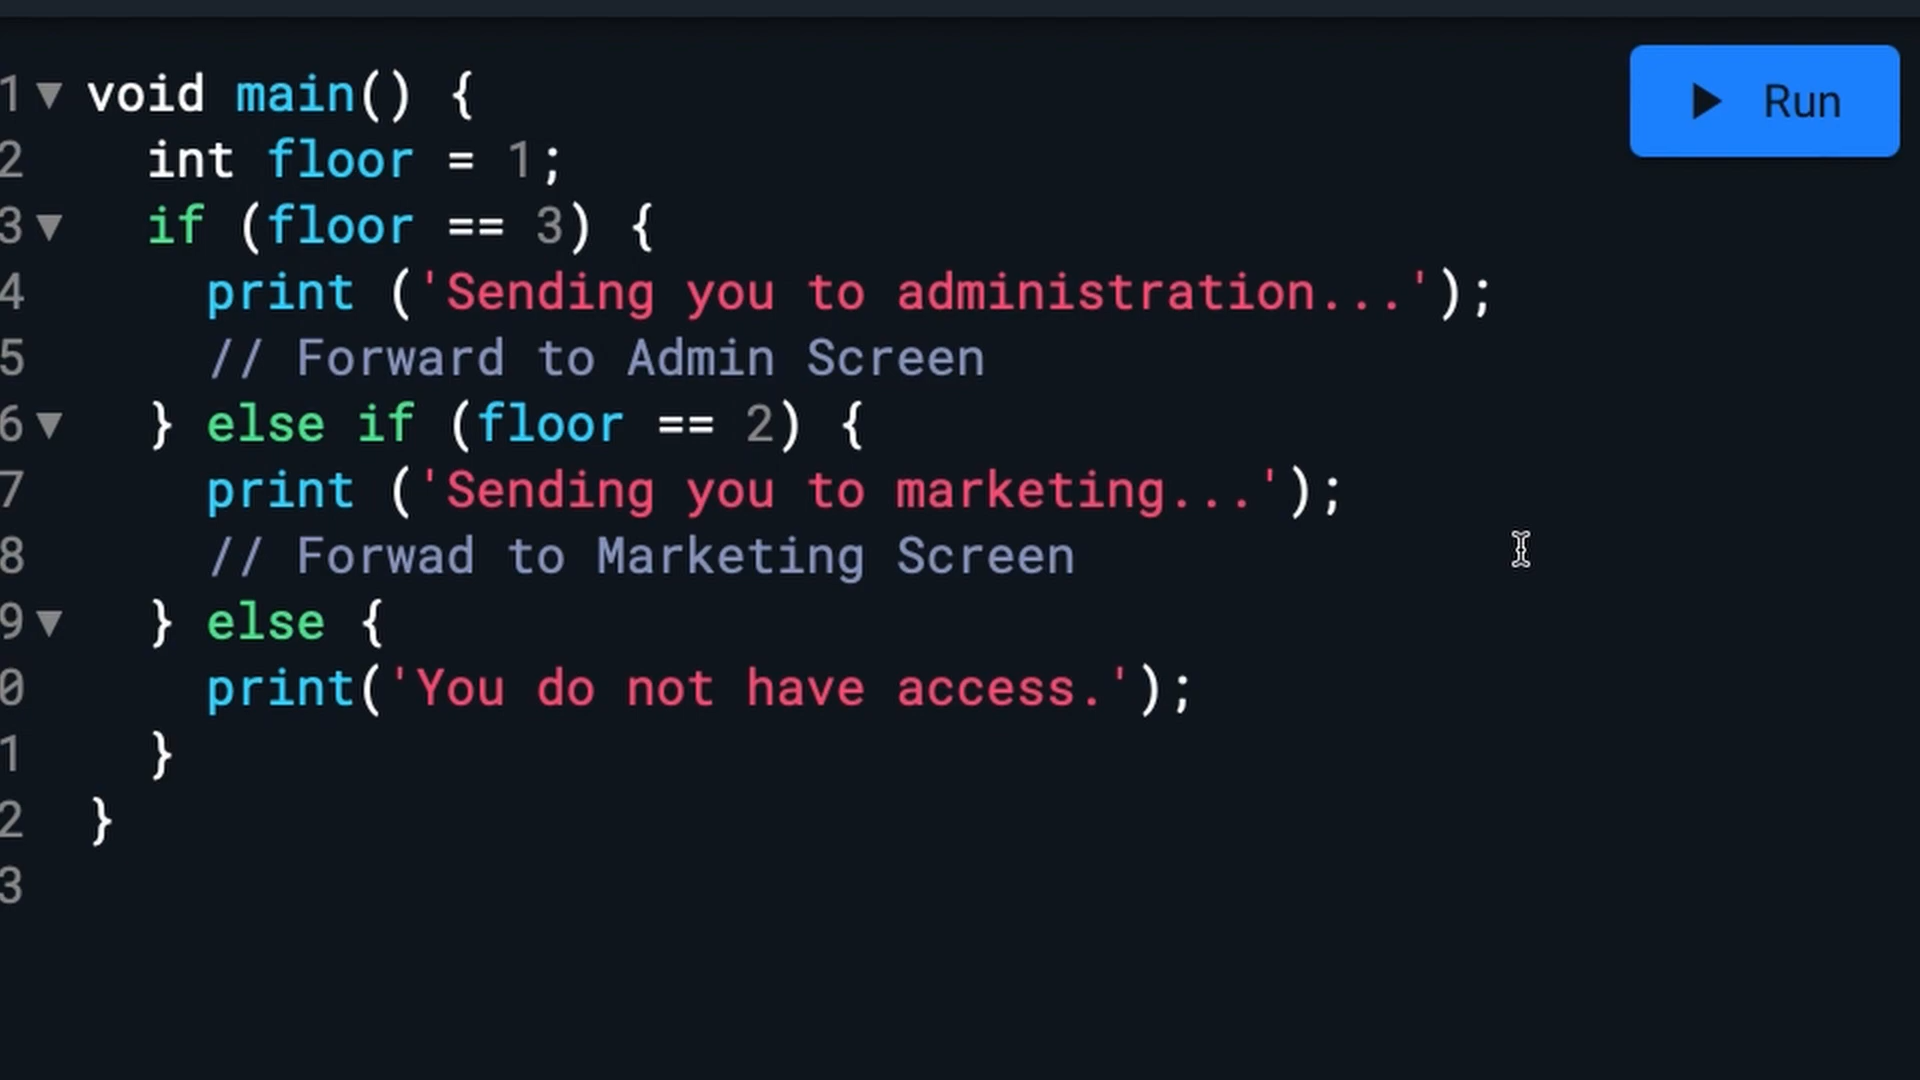 1 void main() {
Run
2 int floor = 1;
3 if (floor == 3) {
4 print ('Sending you to administration...');
5 // Forward to Admin Screen
6 } else if (floor == 2) {
7 print ('Sending you to marketing...');
8 // Forwad to Marketing Screen
9 } else {
0 print('You do not have access.');
1 }
2 }
3